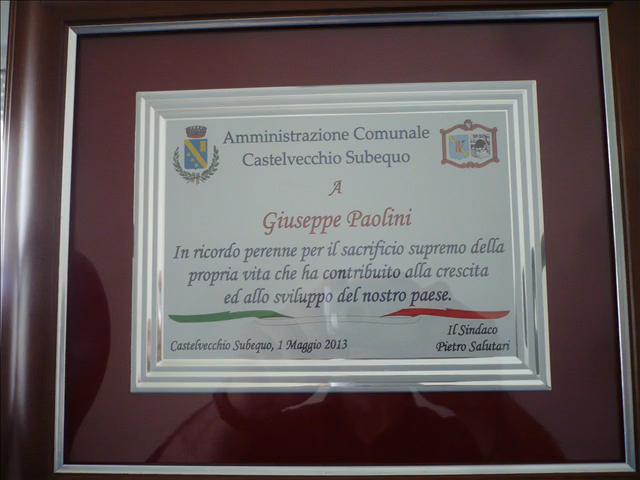 Amministrazione Comunale
Castelvecchio Subequo
A
Giuseppe Paolini
In ricordo perenne per il sacrificio supremo della
propria vita che ha contribuito alla crescita
ed allo sviluppo del nostro paese.
Castelvecchio Subequo, 1 Maggio 2013
Il Sindaco
Pietro Salutari